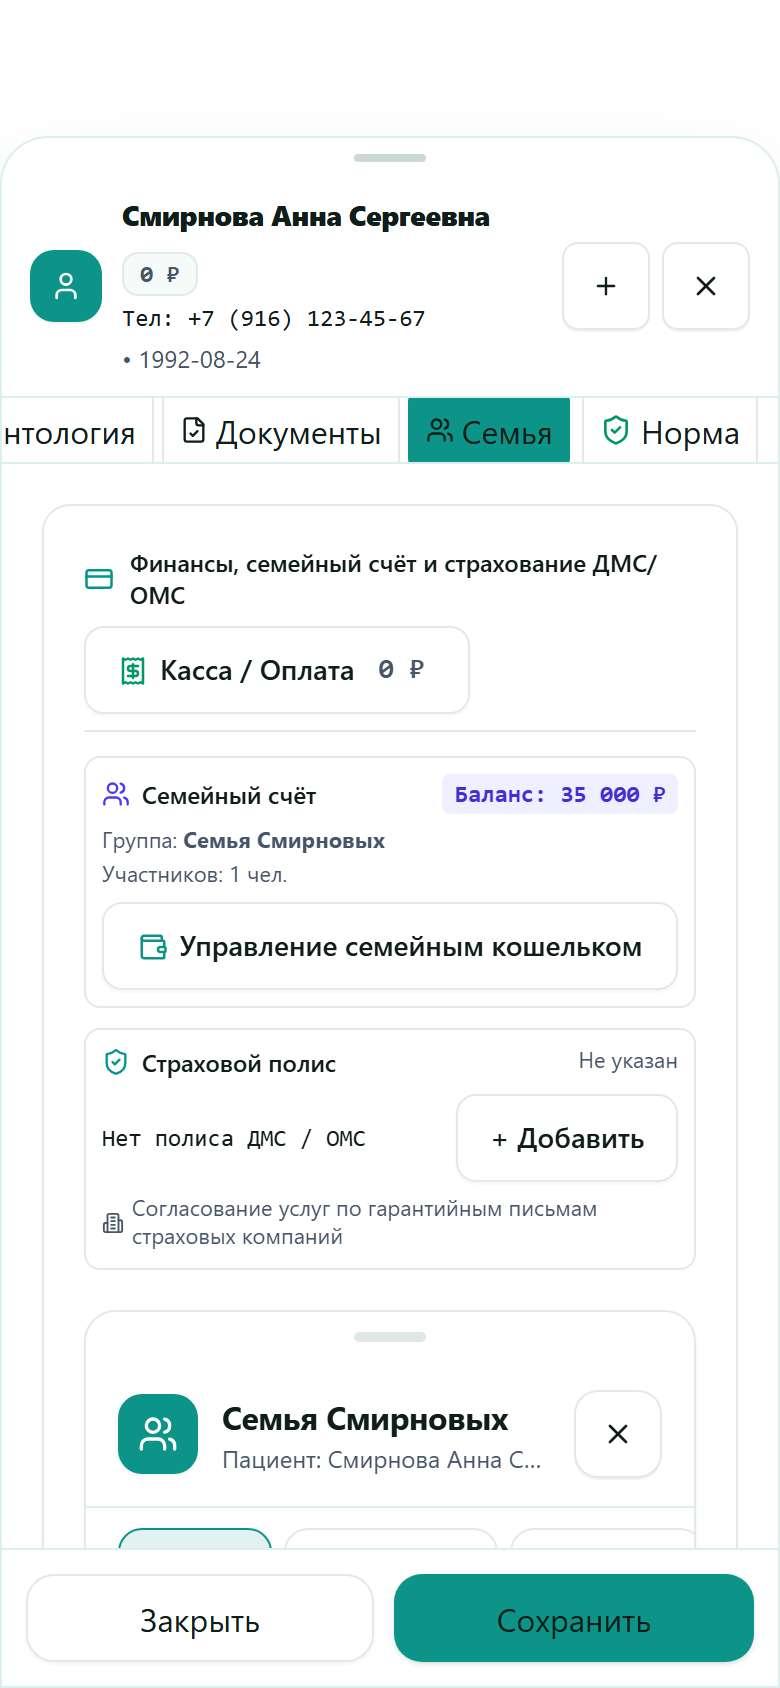 Смирнова Анна Сергеевна
0 ₽
Тел: +7 (916) 123-45-67
• 1992-08-24
нтология
Документы
Семья
Норма
Финансы, семейный счёт и страхование ДМС/
ОМС
Касса / Оплата 0 ₽
Семейный счёт
Баланс: 35 000 ₽
Группа: Семья Смирновых
Участников: 1 чел.
Управление семейным кошельком
Страховой полис
Не указан
Нет полиса ДМС / ОМС
+ Добавить
Согласование услуг по гарантийным письмам
страховых компаний
Семья Смирновых
Пациент: Смирнова Анна С...
Закрыть
Сохранить